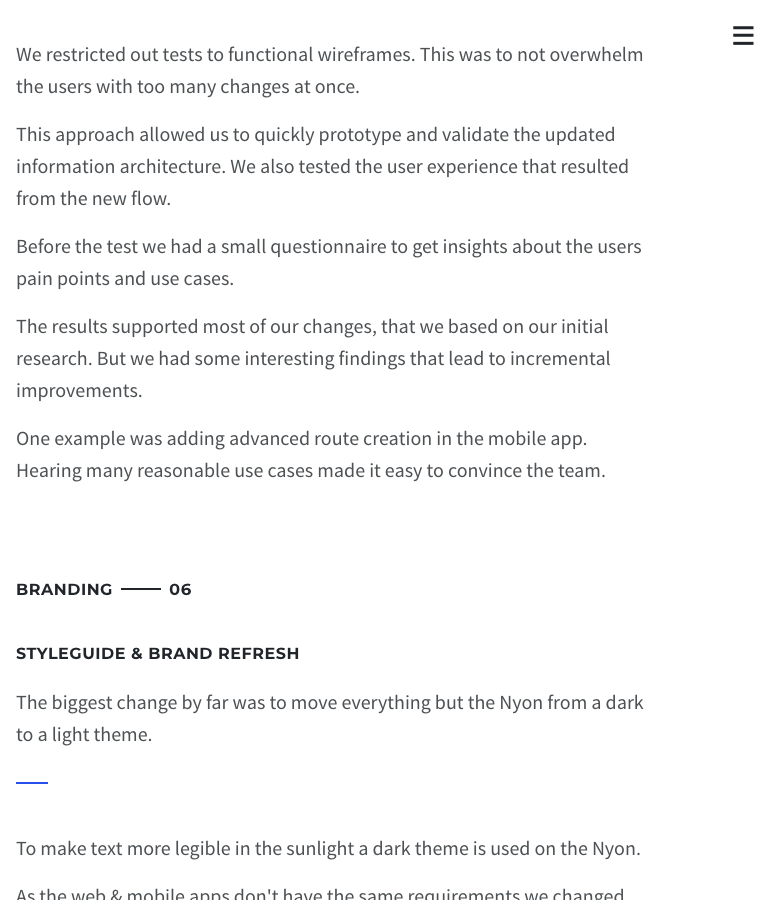 We restricted out tests to functional wireframes. This was to not overwhelm
the users with too many changes at once.
This approach allowed us to quickly prototype and validate the updated
information architecture. We also tested the user experience that resulted
from the new flow.
Before the test we had a small questionnaire to get insights about the users
pain points and use cases.
The results supported most of our changes, that we based on our initial
research. But we had some interesting findings that lead to incremental
improvements.
One example was adding advanced route creation in the mobile app.
Hearing many reasonable use cases made it easy to convince the team.
BRANDING — 06
STYLEGUIDE & BRAND REFRESH
The biggest change by far was to move everything but the Nyon from a dark
to a light theme.
To make text more legible in the sunlight a dark theme is used on the Nyon.
As the web & mobile apps don't have the same requirements we changed